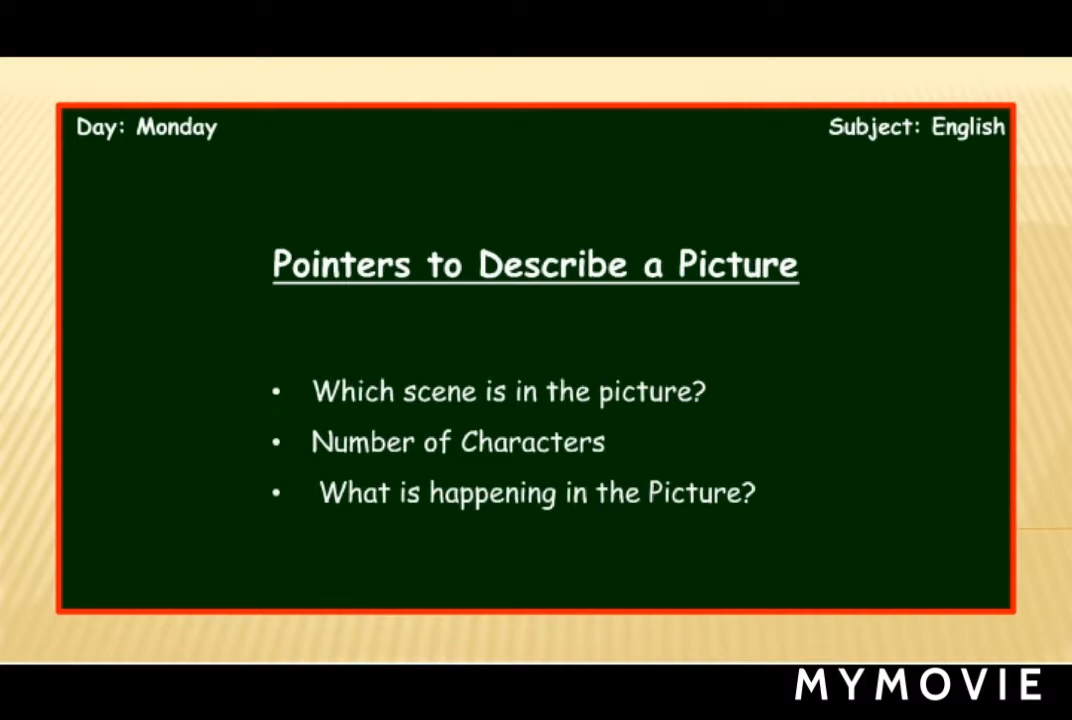 Day: Monday
Subject: English
Pointers to Describe a Picture
• Which scene is in the picture?
• Number of Characters
• What is happening in the Picture?
MYMOVIE